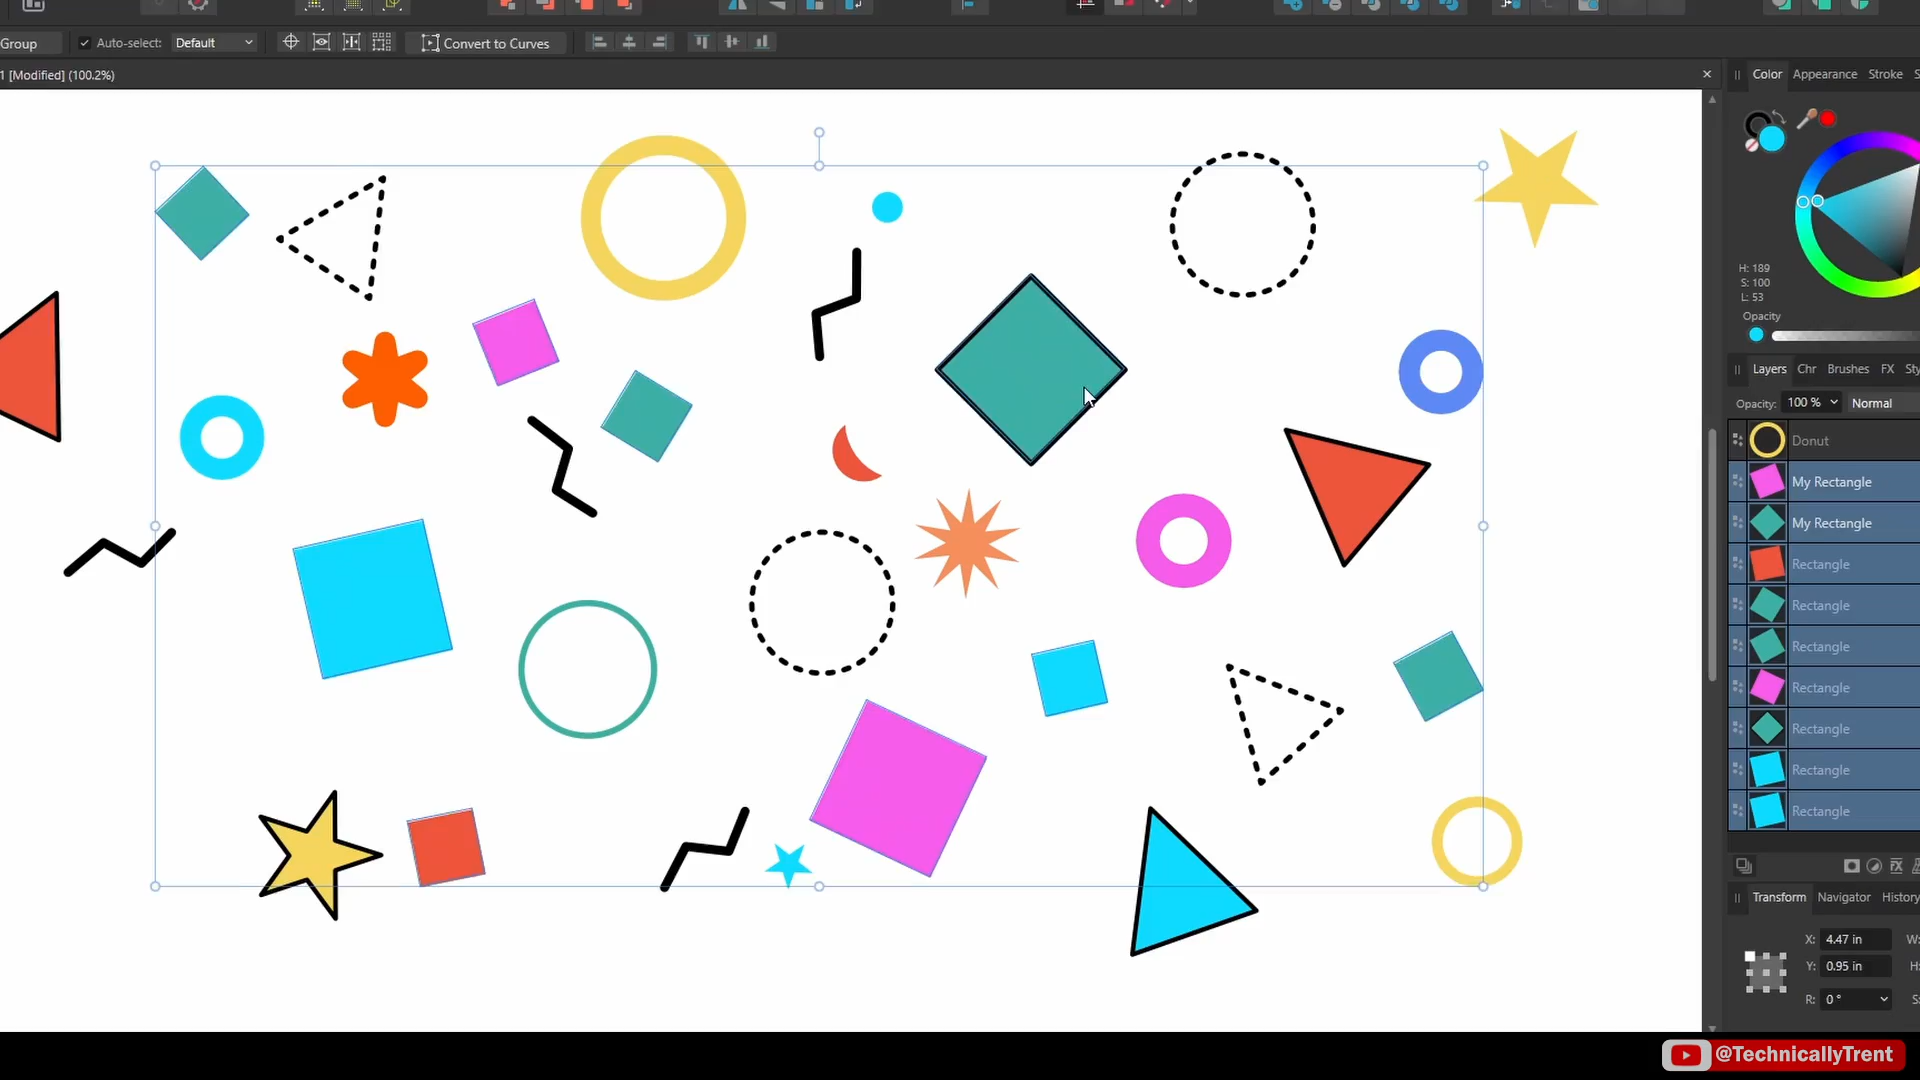 Group
Auto-select:
Default
Convert to Curves
1 [Modified] (100.2%)
Color Appearance Stroke S
H: 189
S: 100
L: 53
Opacity
Layers Chr Brushes FX Sty
Opacity: 100 % Normal
Donut
My Rectangle
My Rectangle
Rectangle
Rectangle
Rectangle
Rectangle
Rectangle
Rectangle
Rectangle
Transform Navigator History
X: 4.47 in W:
Y: 0.95 in H:
R: 0 ° S:
@TechnicallyTrent